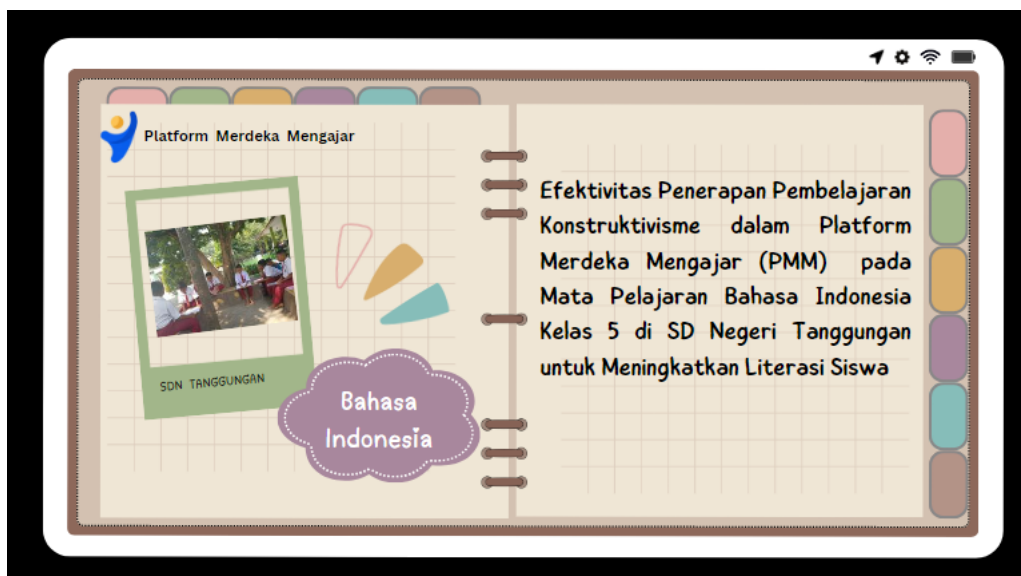 Platform Merdeka Mengajar
SDN TANGGUNGAN
Bahasa
Indonesia
Efektivitas Penerapan Pembelajaran
Konstruktivisme dalam Platform
Merdeka Mengajar (PMM) pada
Mata Pelajaran Bahasa Indonesia
Kelas 5 di SD Negeri Tanggungan
untuk Meningkatkan Literasi Siswa